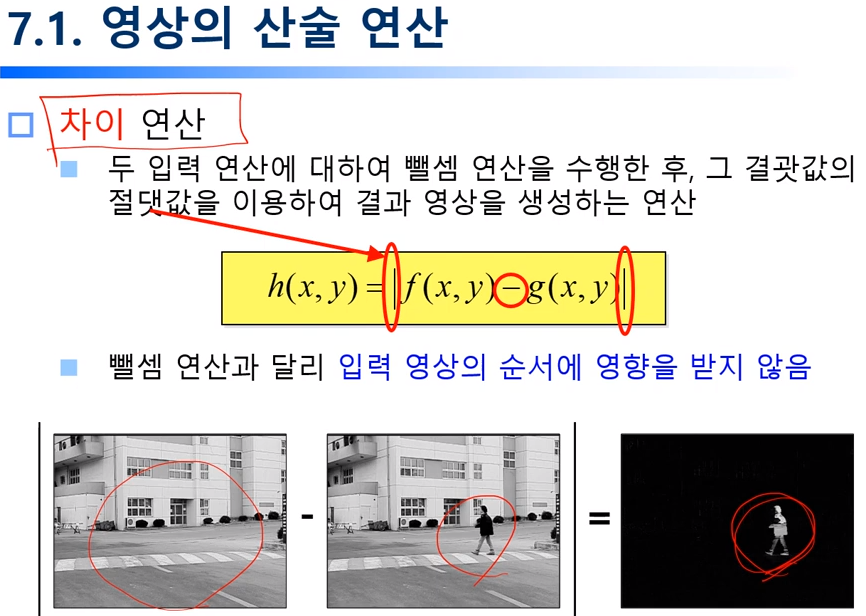 7.1. 영상의 산술 연산
차이 연산
두 입력 연산에 대하여 뺄셈 연산을 수행한 후, 그 결괏값의
절댓값을 이용하여 결과 영상을 생성하는 연산
h(x, y) = | f(x, y) − g(x, y) |
뺄셈 연산과 달리 입력 영상의 순서에 영향을 받지 않음
| - | =